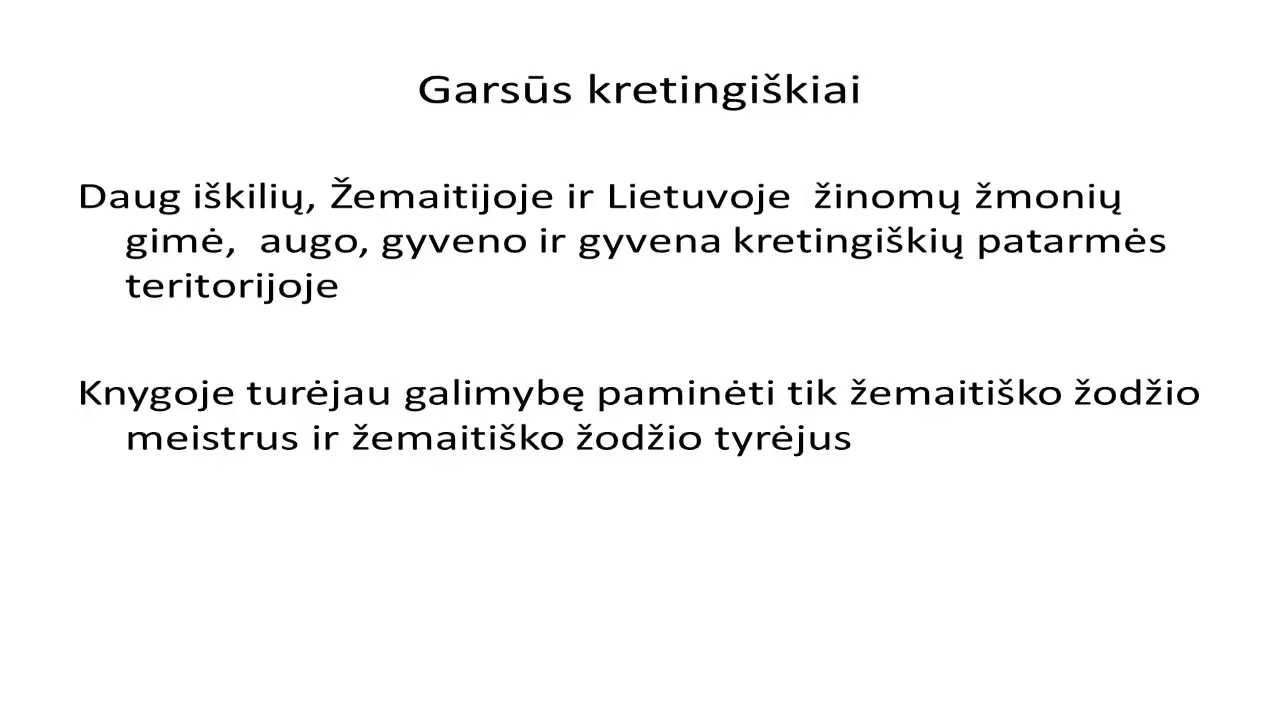 Garsūs kretingiškiai
Daug iškilių, Žemaitijoje ir Lietuvoje  žinomų žmonių
gimė,  augo, gyveno ir gyvena kretingiškių patarmės
teritorijoje
Knygoje turėjau galimybę paminėti tik žemaitiško žodžio
meistrus ir žemaitiško žodžio tyrėjus